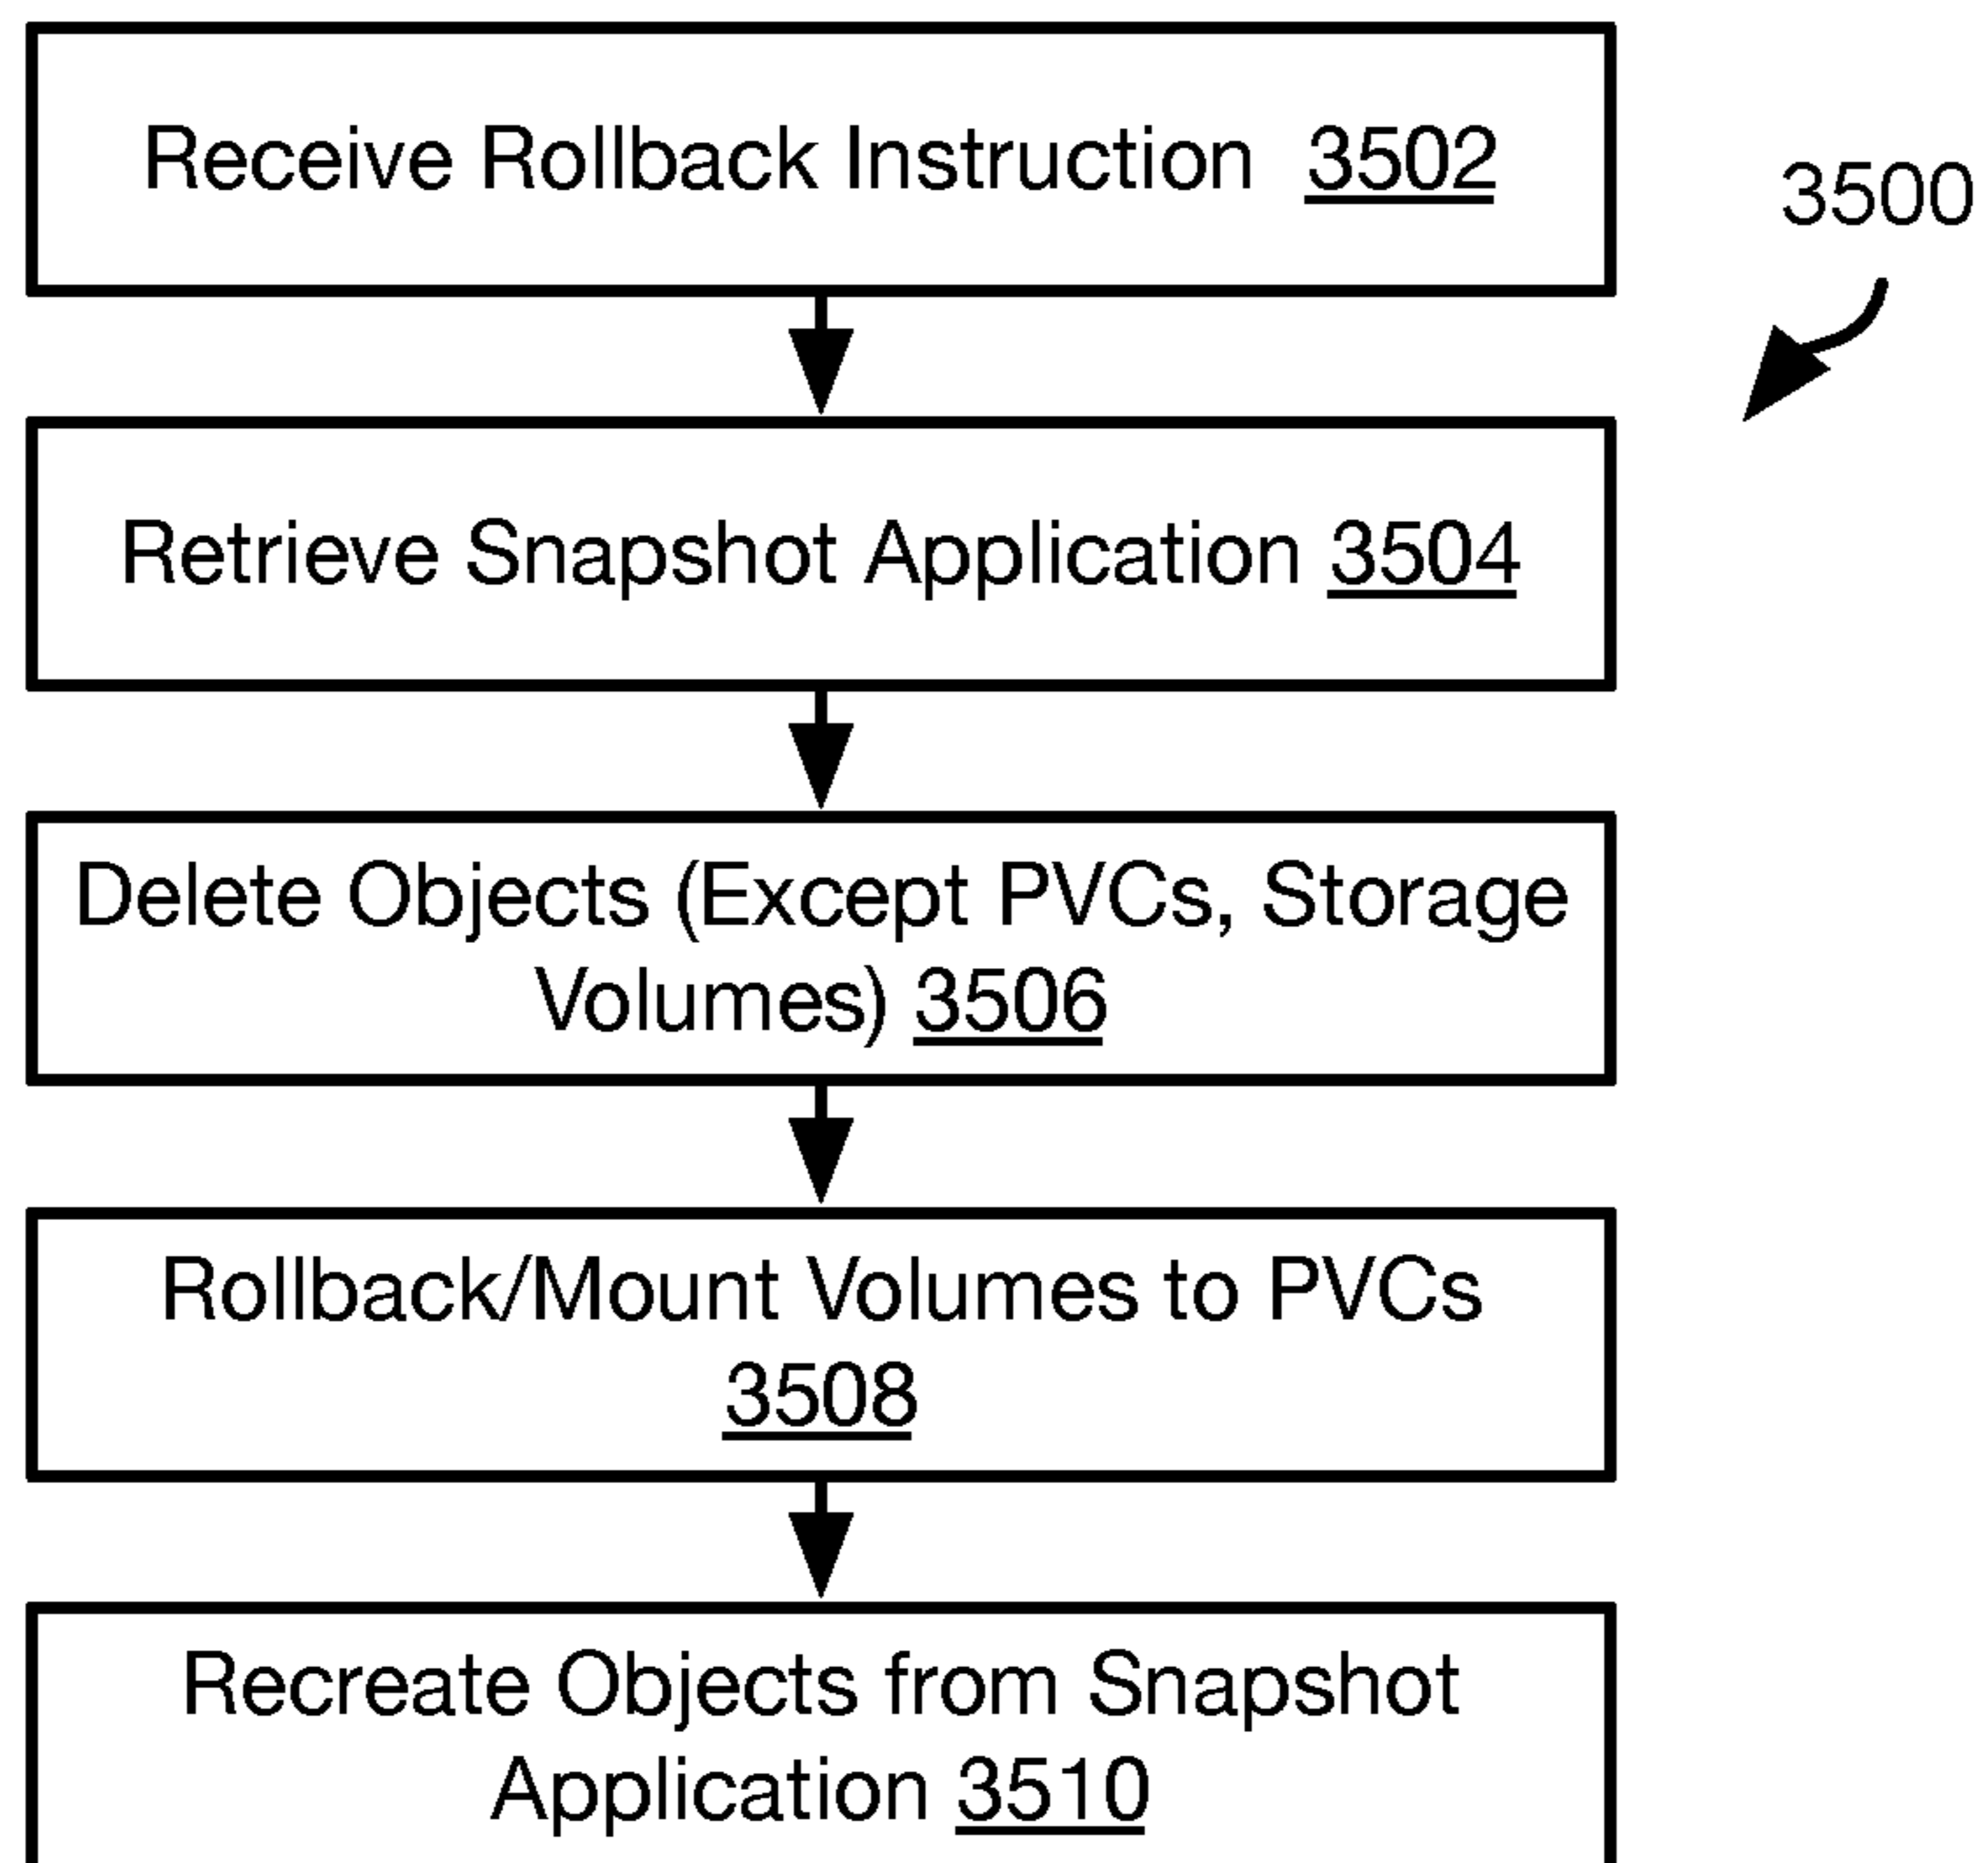 Receive Rollback Instruction 3502
3500
Retrieve Snapshot Application 3504
Delete Objects (Except PVCs, Storage
Volumes) 3506
Rollback/Mount Volumes to PVCs
3508
Recreate Objects from Snapshot
Application 3510